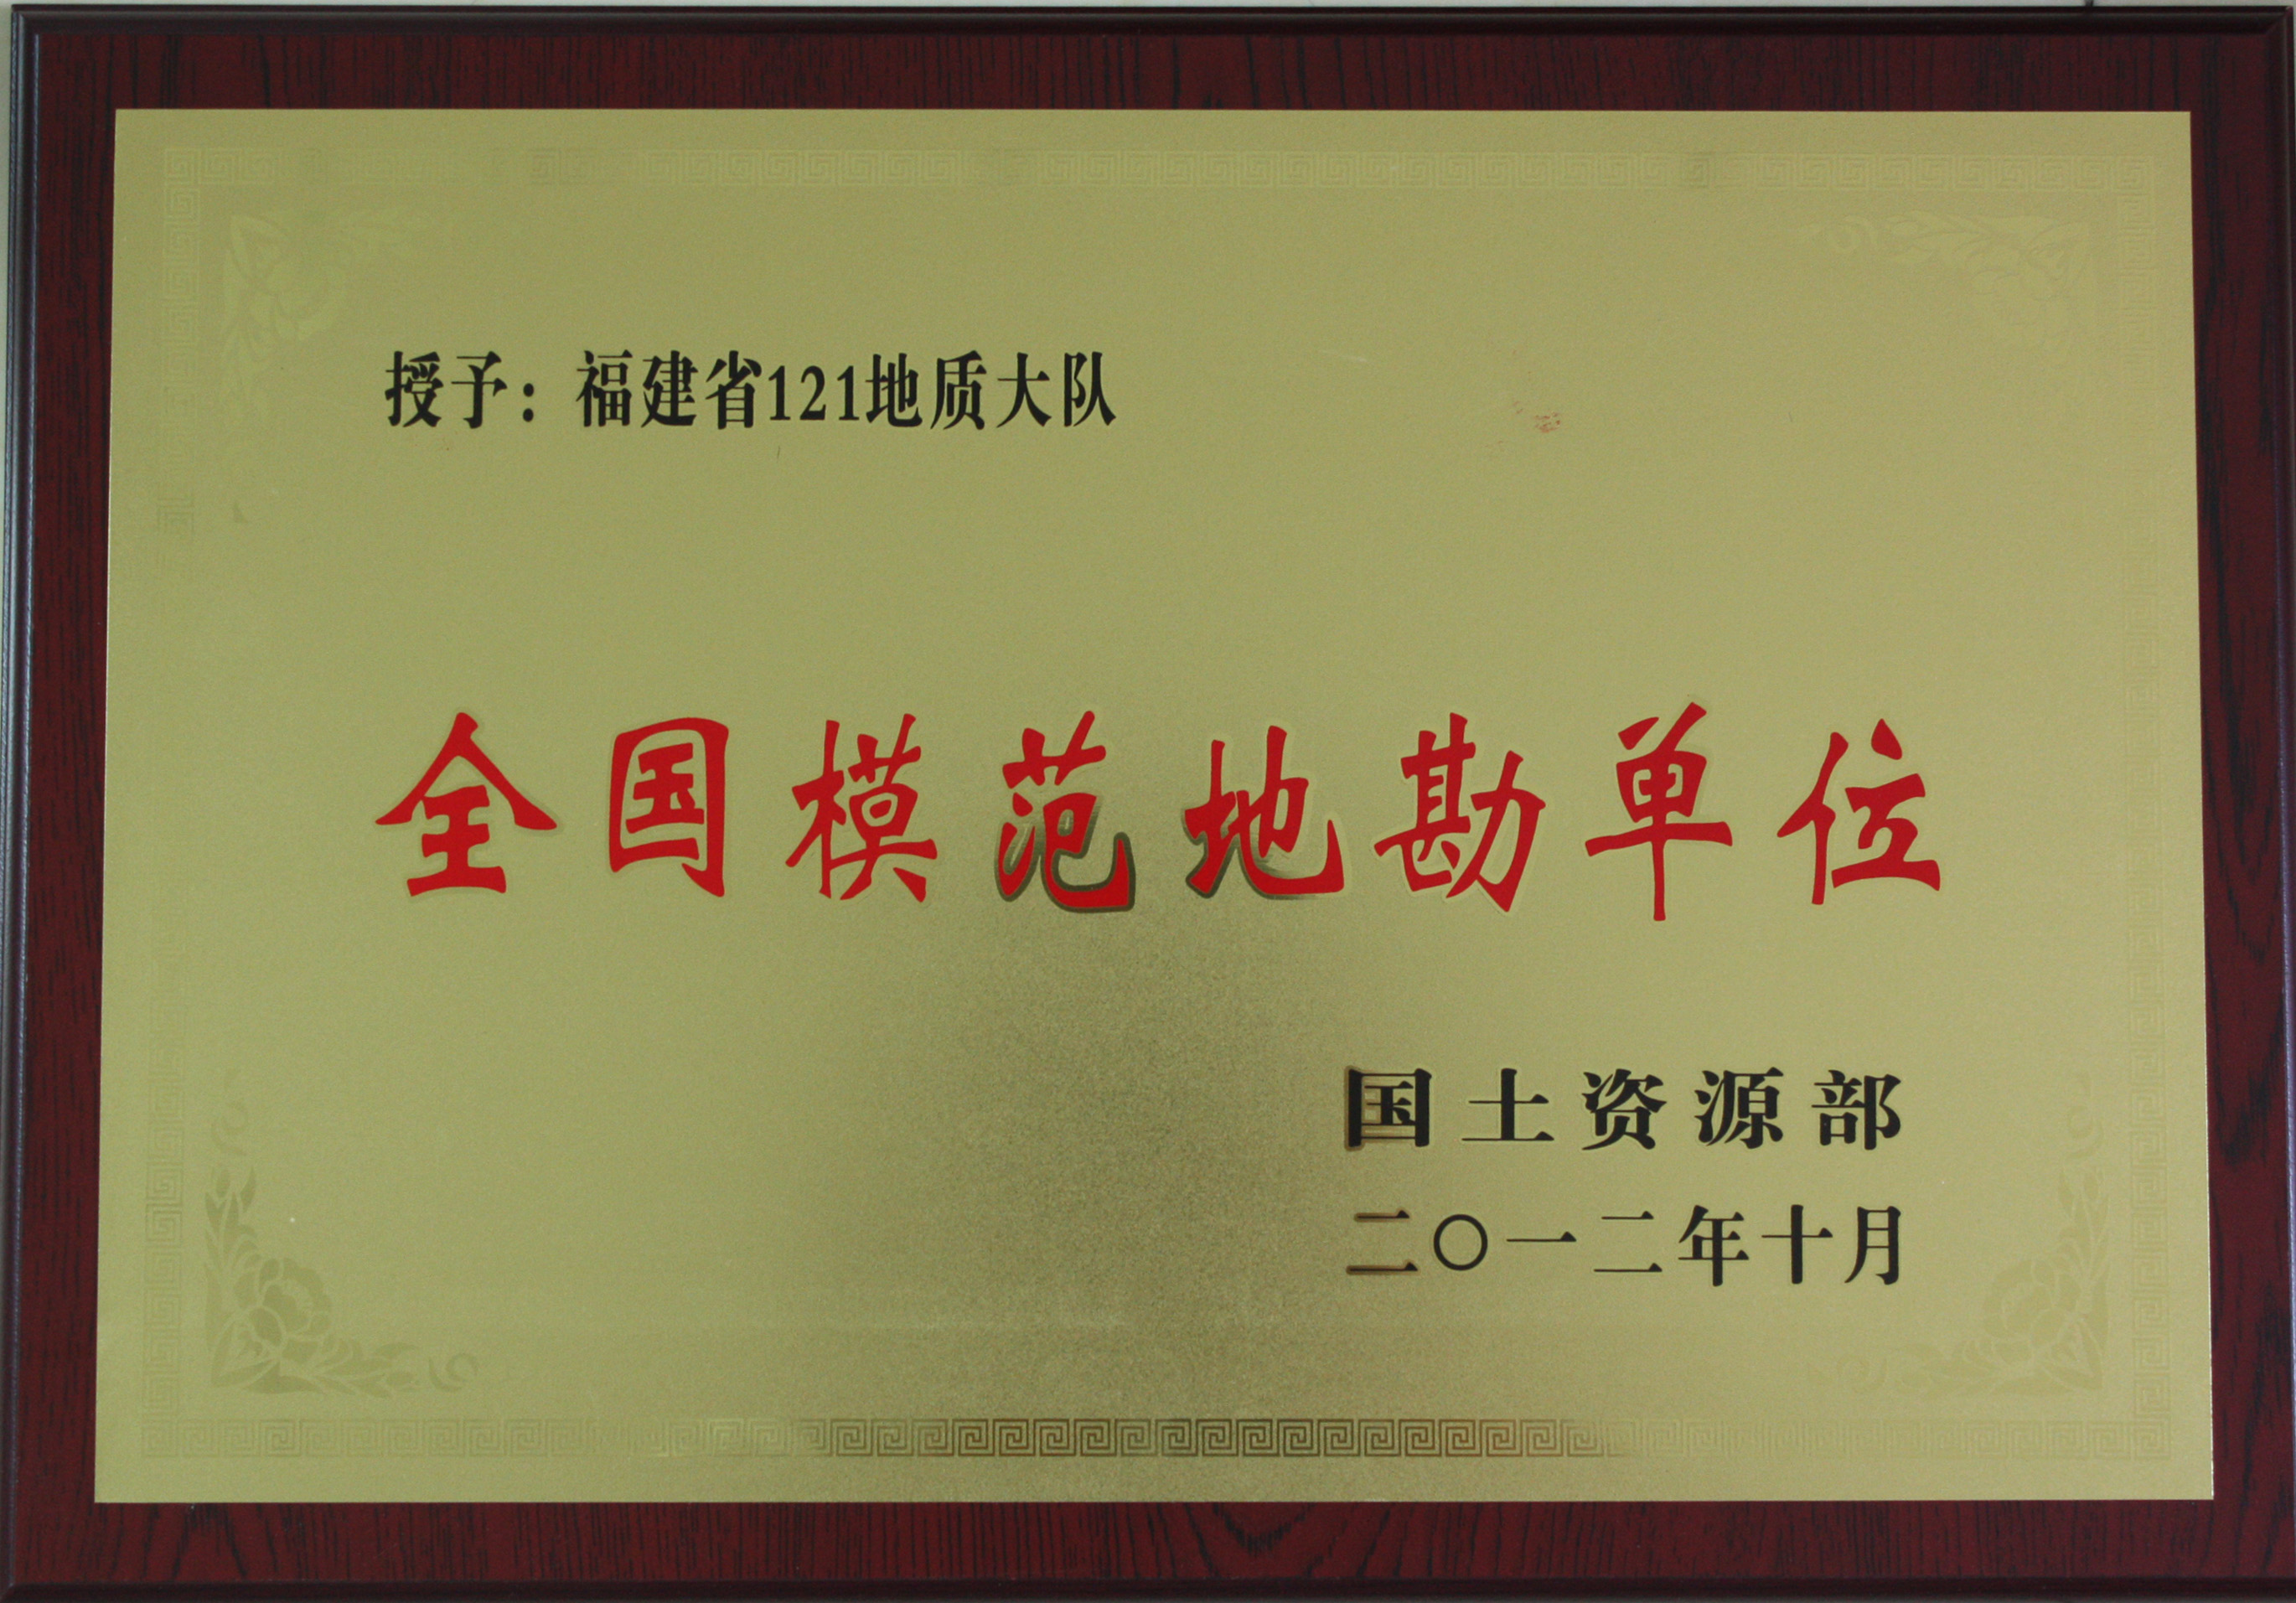 授予：福建省121地质大队
全国模范地勘单位
国土资源部
二〇一二年十月